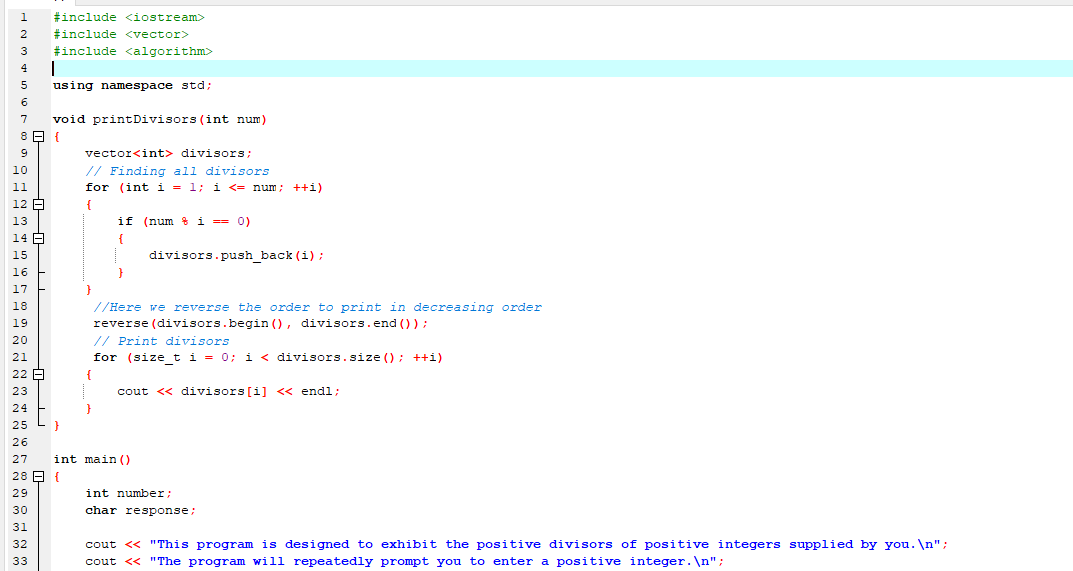 1 #include <iostream>
2 #include <vector>
3 #include <algorithm>
4
5 using namespace std;
6
7 void printDivisors(int num)
8 {
9 vector<int> divisors;
10 // Finding all divisors
11 for (int i = 1; i <= num; ++i)
12 {
13 if (num % i == 0)
14 {
15 divisors.push_back(i);
16 }
17 }
18 //Here we reverse the order to print in decreasing order
19 reverse(divisors.begin(), divisors.end());
20 // Print divisors
21 for (size_t i = 0; i < divisors.size(); ++i)
22 {
23 cout << divisors[i] << endl;
24 }
25 }
26
27 int main()
28 {
29 int number;
30 char response;
31
32 cout << "This program is designed to exhibit the positive divisors of positive integers supplied by you.\n";
33 cout << "The program will repeatedly prompt you to enter a positive integer.\n";